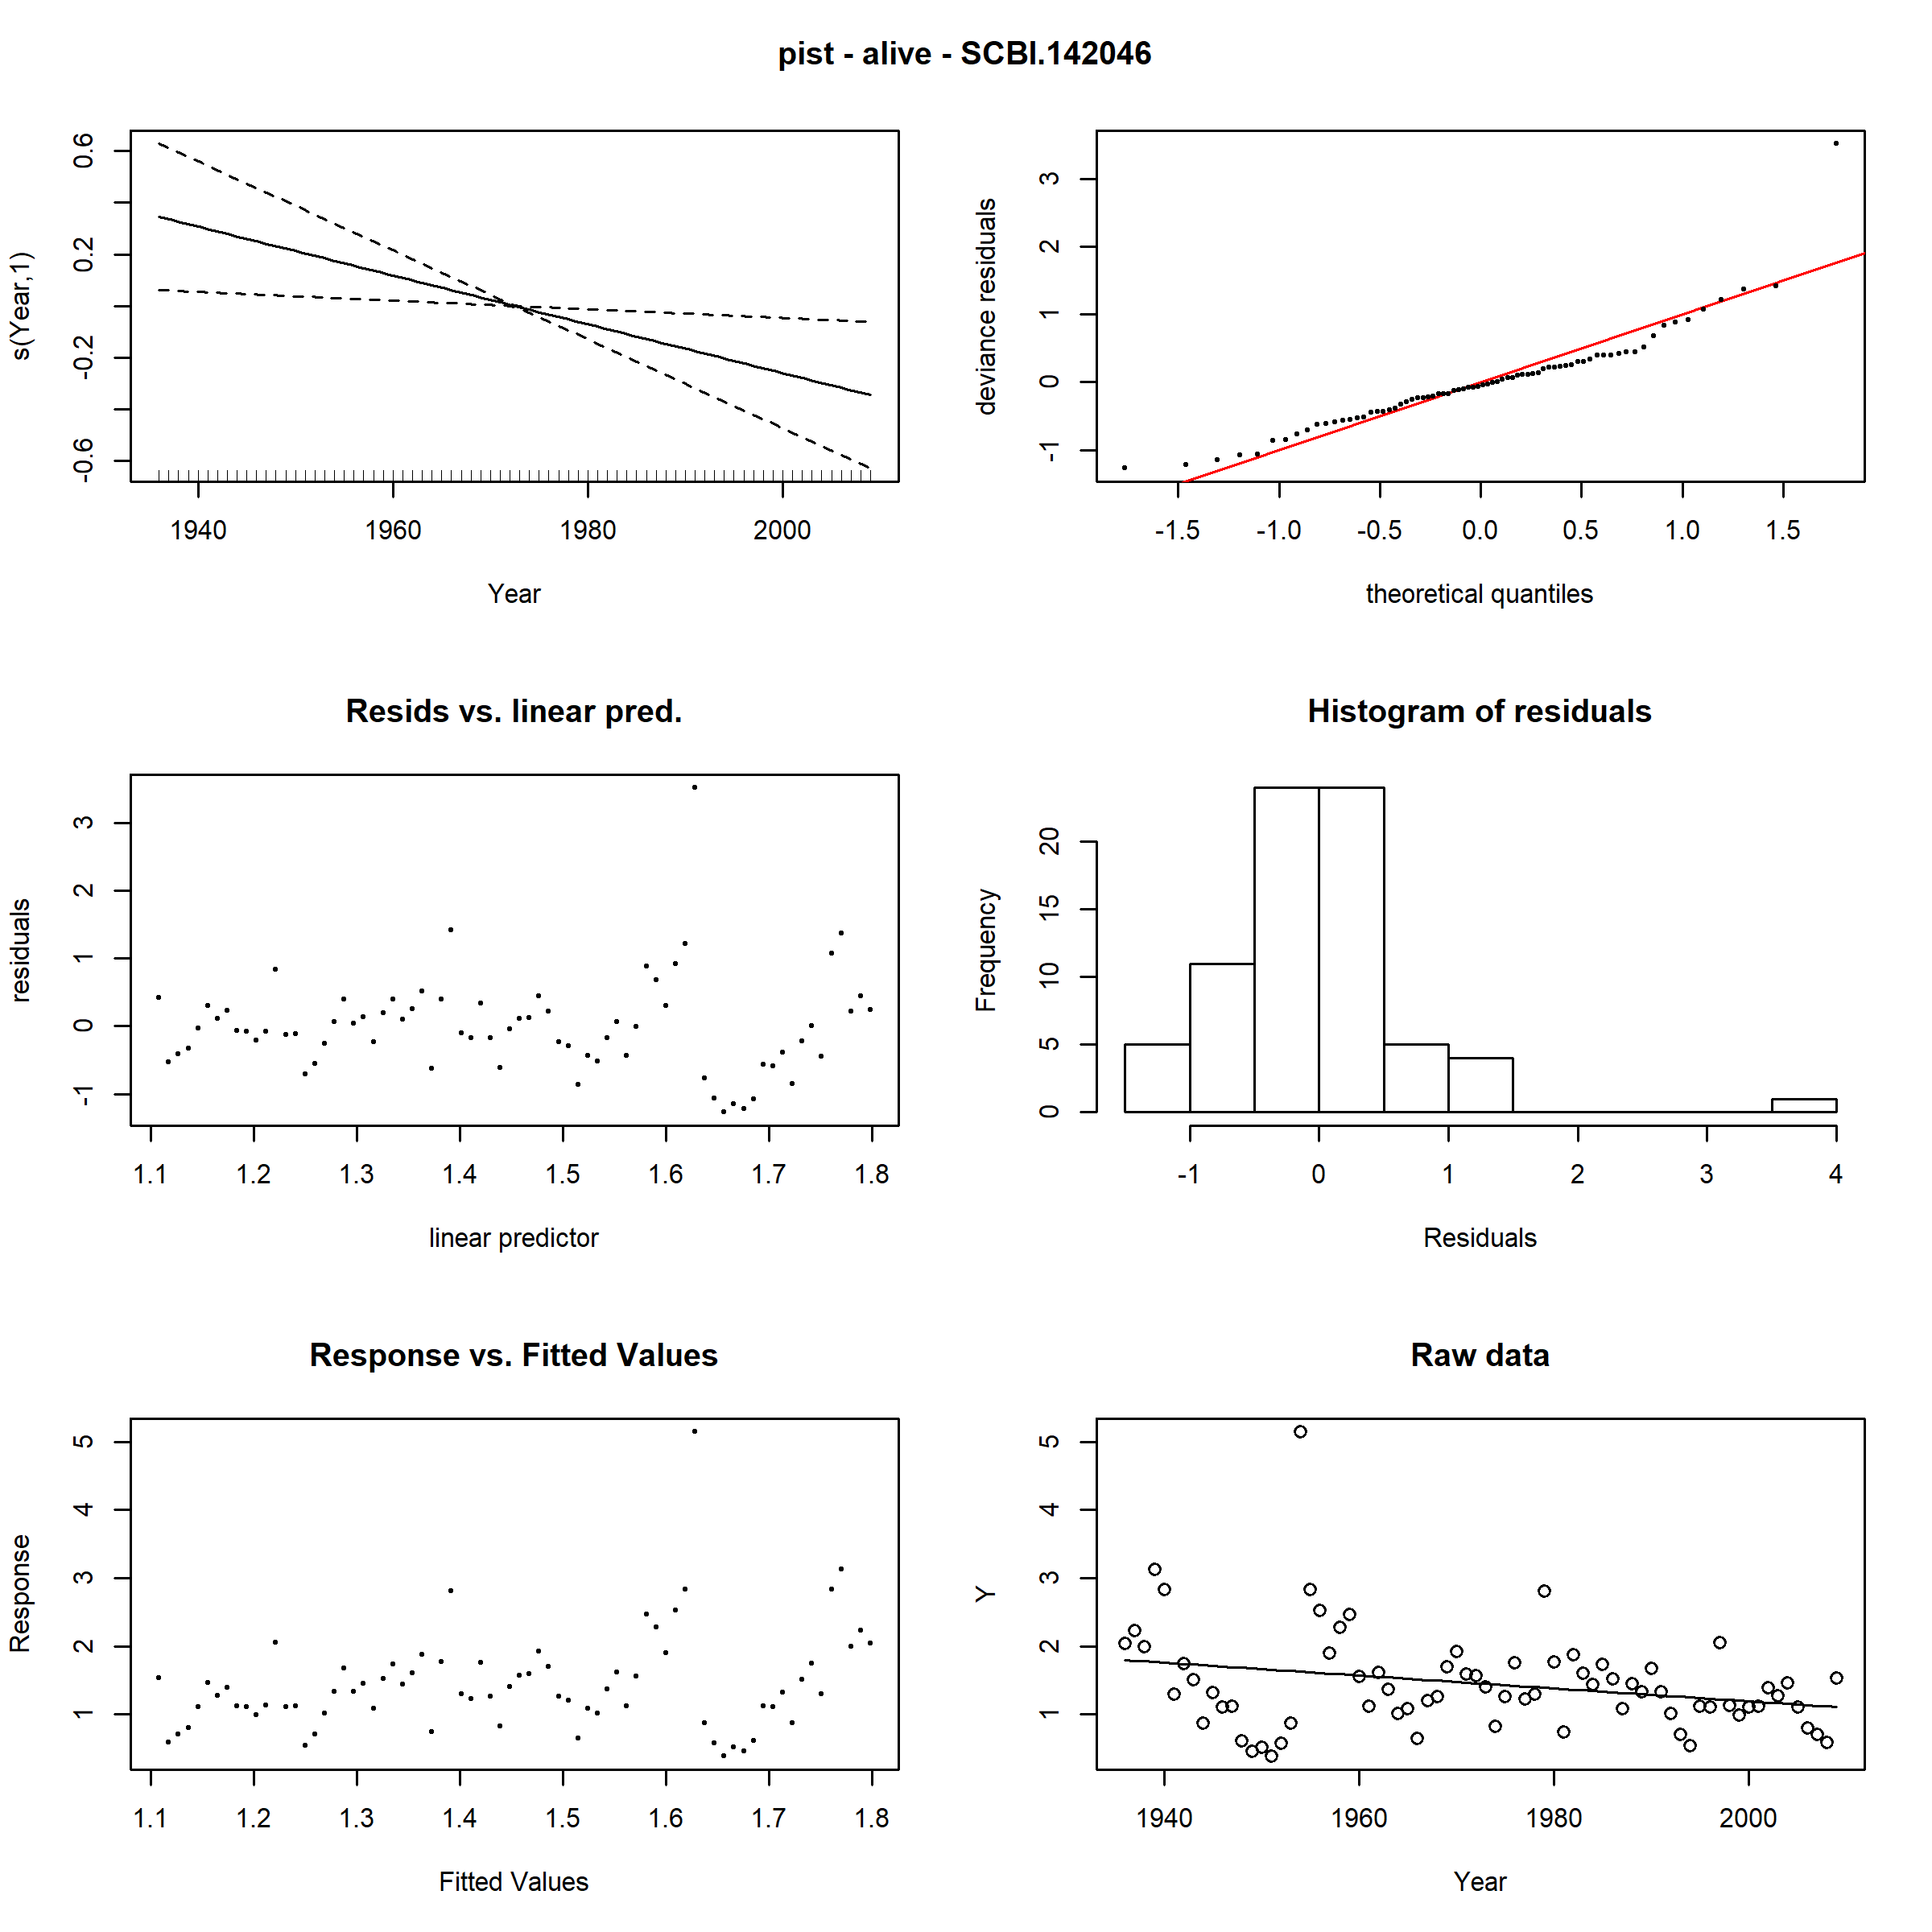 pist - alive - SCBI.142046
s(Year,1)
-0.6 -0.2 0.2 0.6
1940 1960 1980 2000
Year
deviance residuals
-1 0 1 2 3
-1.5 -1.0 -0.5 0.0 0.5 1.0 1.5
theoretical quantiles
Resids vs. linear pred.
residuals
-1 0 1 2 3
1.1 1.2 1.3 1.4 1.5 1.6 1.7 1.8
linear predictor
Histogram of residuals
Frequency
0 5 10 15 20
-1 0 1 2 3 4
Residuals
Response vs. Fitted Values
Response
1 2 3 4 5
1.1 1.2 1.3 1.4 1.5 1.6 1.7 1.8
Fitted Values
Raw data
Y
1 2 3 4 5
1940 1960 1980 2000
Year